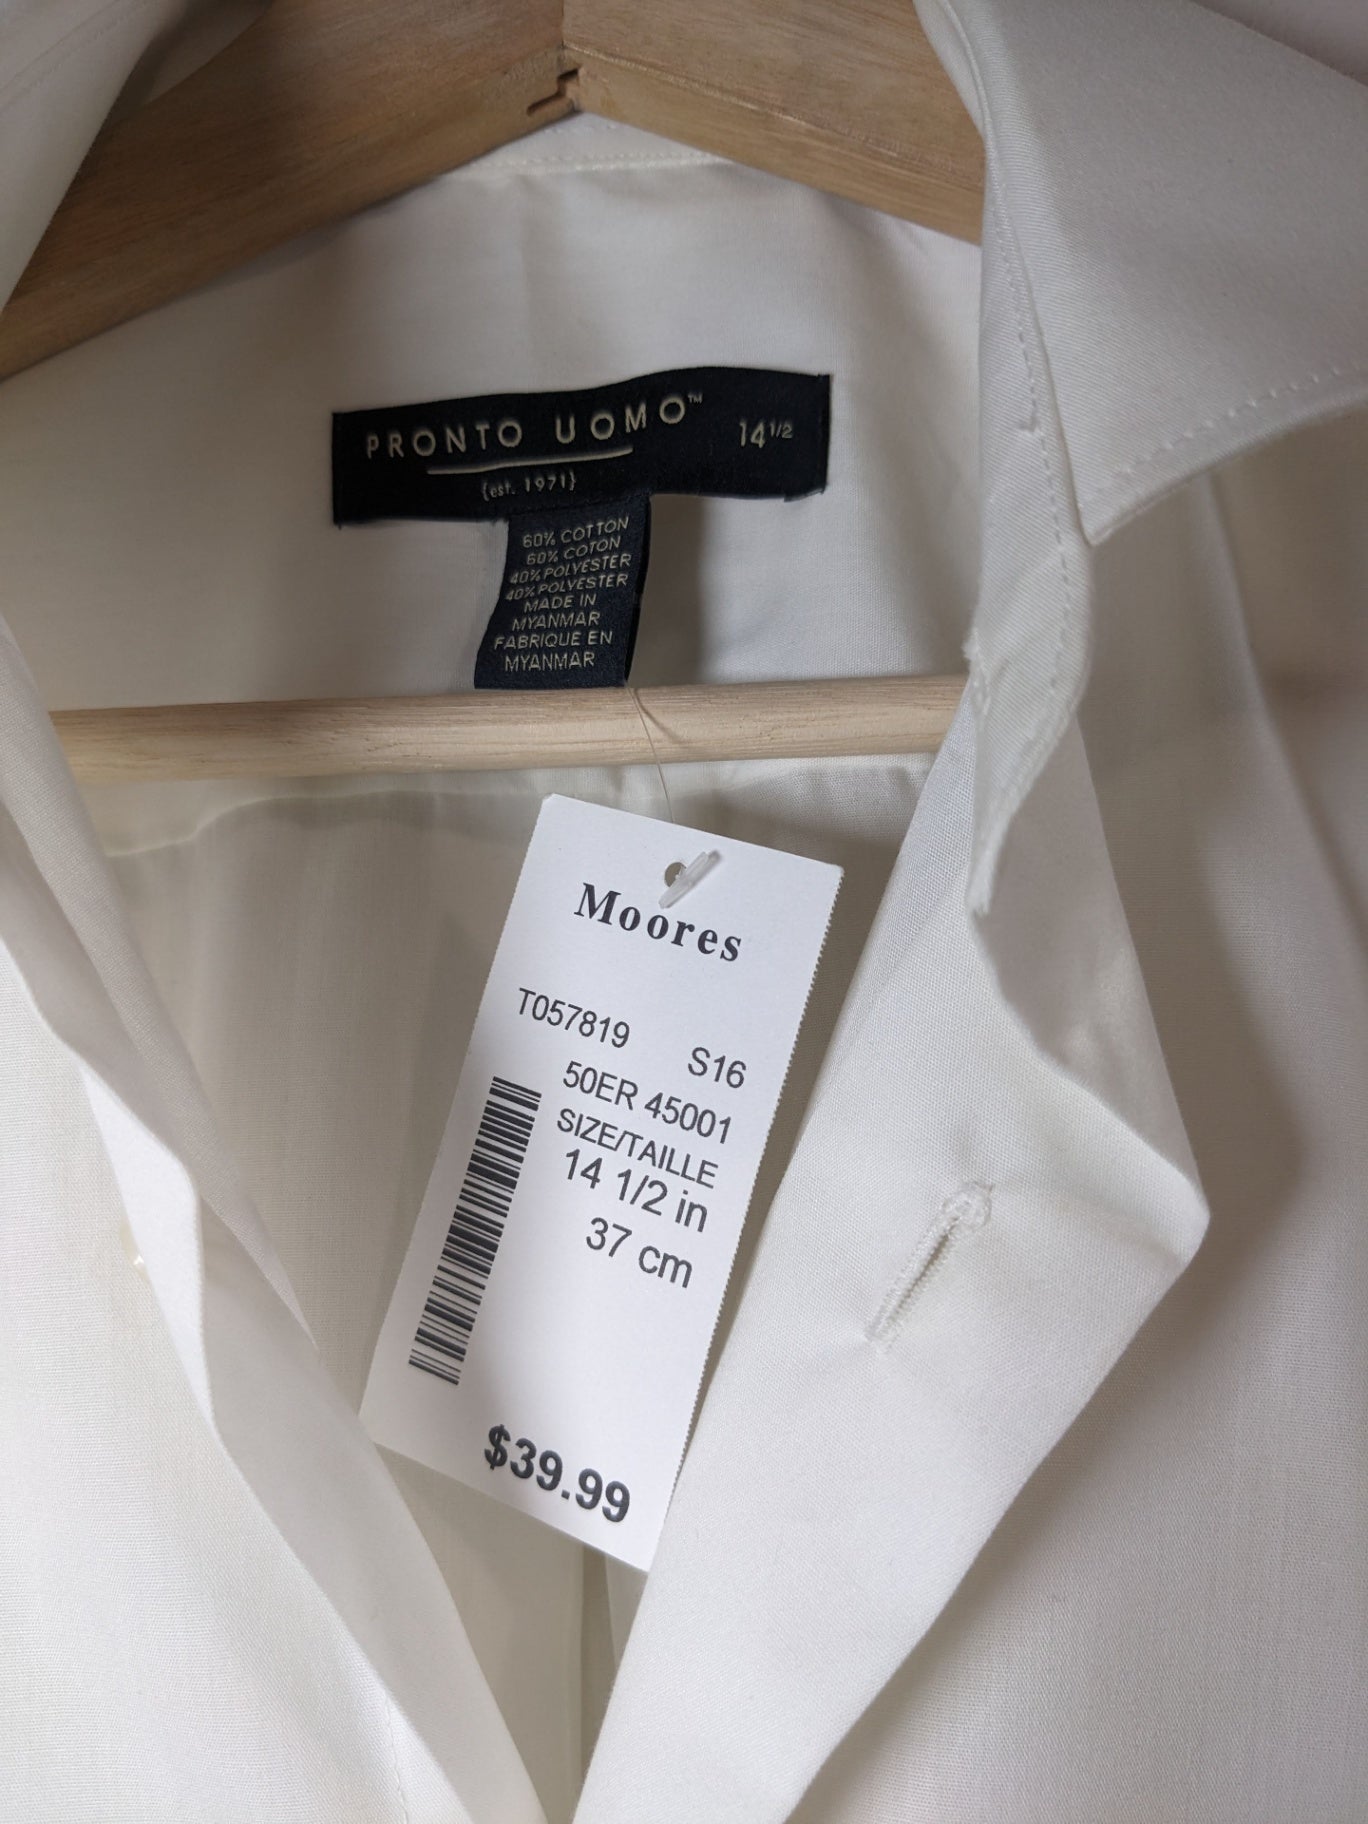 PRONTO UOMO™ 14 1/2
{est. 1971}
60% COTTON
60% COTON
40% POLYESTER
40% POLYESTER
MADE IN
MYANMAR
FABRIQUE EN
MYANMAR
Moores
T057819 S16
50ER 45001
SIZE/TAILLE
14 1/2 in
37 cm
$39.99